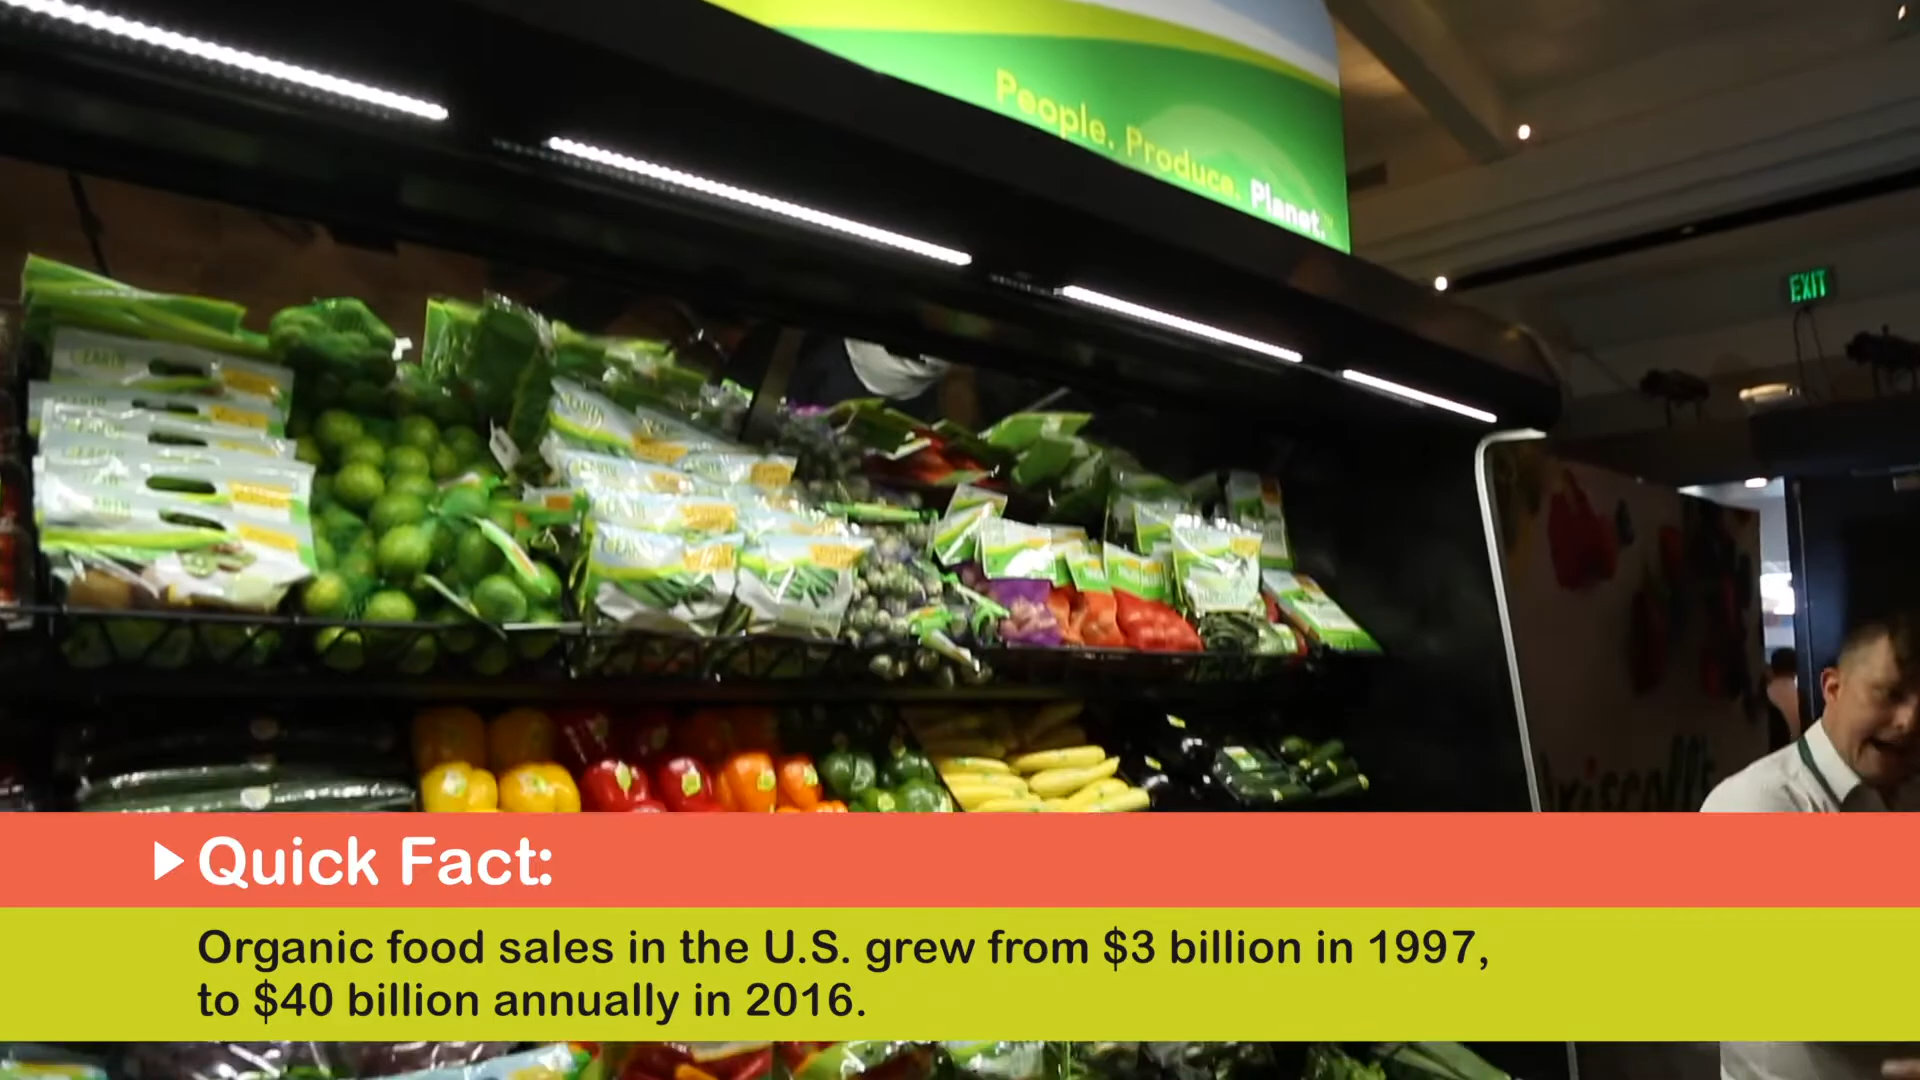 People. Produce. Planet.
EXIT
Quick Fact:
Organic food sales in the U.S. grew from $3 billion in 1997,
to $40 billion annually in 2016.